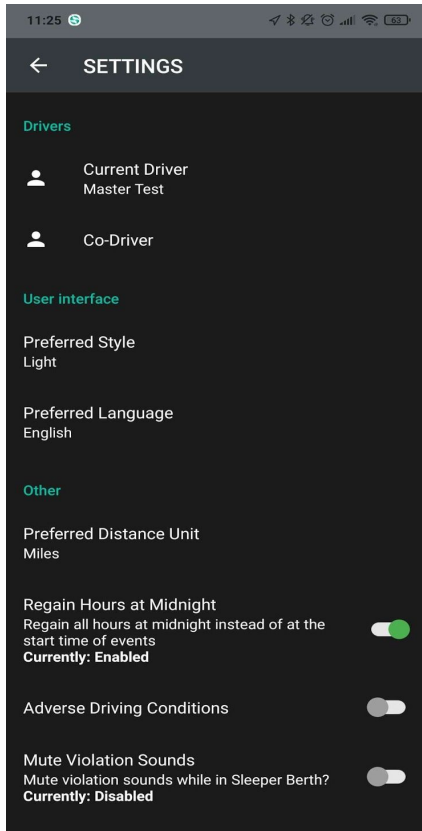 11:25
63
SETTINGS
Drivers
Current Driver
Master Test
Co-Driver
User interface
Preferred Style
Light
Preferred Language
English
Other
Preferred Distance Unit
Miles
Regain Hours at Midnight
Regain all hours at midnight instead of at the
start time of events
Currently: Enabled
Adverse Driving Conditions
Mute Violation Sounds
Mute violation sounds while in Sleeper Berth?
Currently: Disabled